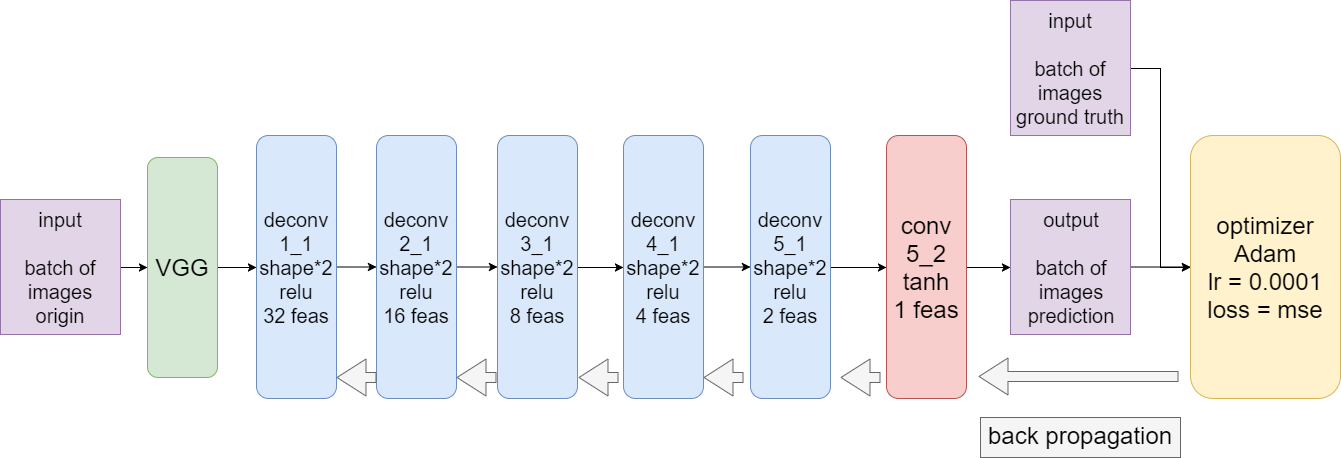 input
batch of
images
origin
VGG
deconv
1_1
shape*2
relu
32 feas
deconv
2_1
shape*2
relu
16 feas
deconv
3_1
shape*2
relu
8 feas
deconv
4_1
shape*2
relu
4 feas
deconv
5_1
shape*2
relu
2 feas
conv
5_2
tanh
1 feas
input
batch of
images
ground truth
output
batch of
images
prediction
optimizer
Adam
lr = 0.0001
loss = mse
back propagation